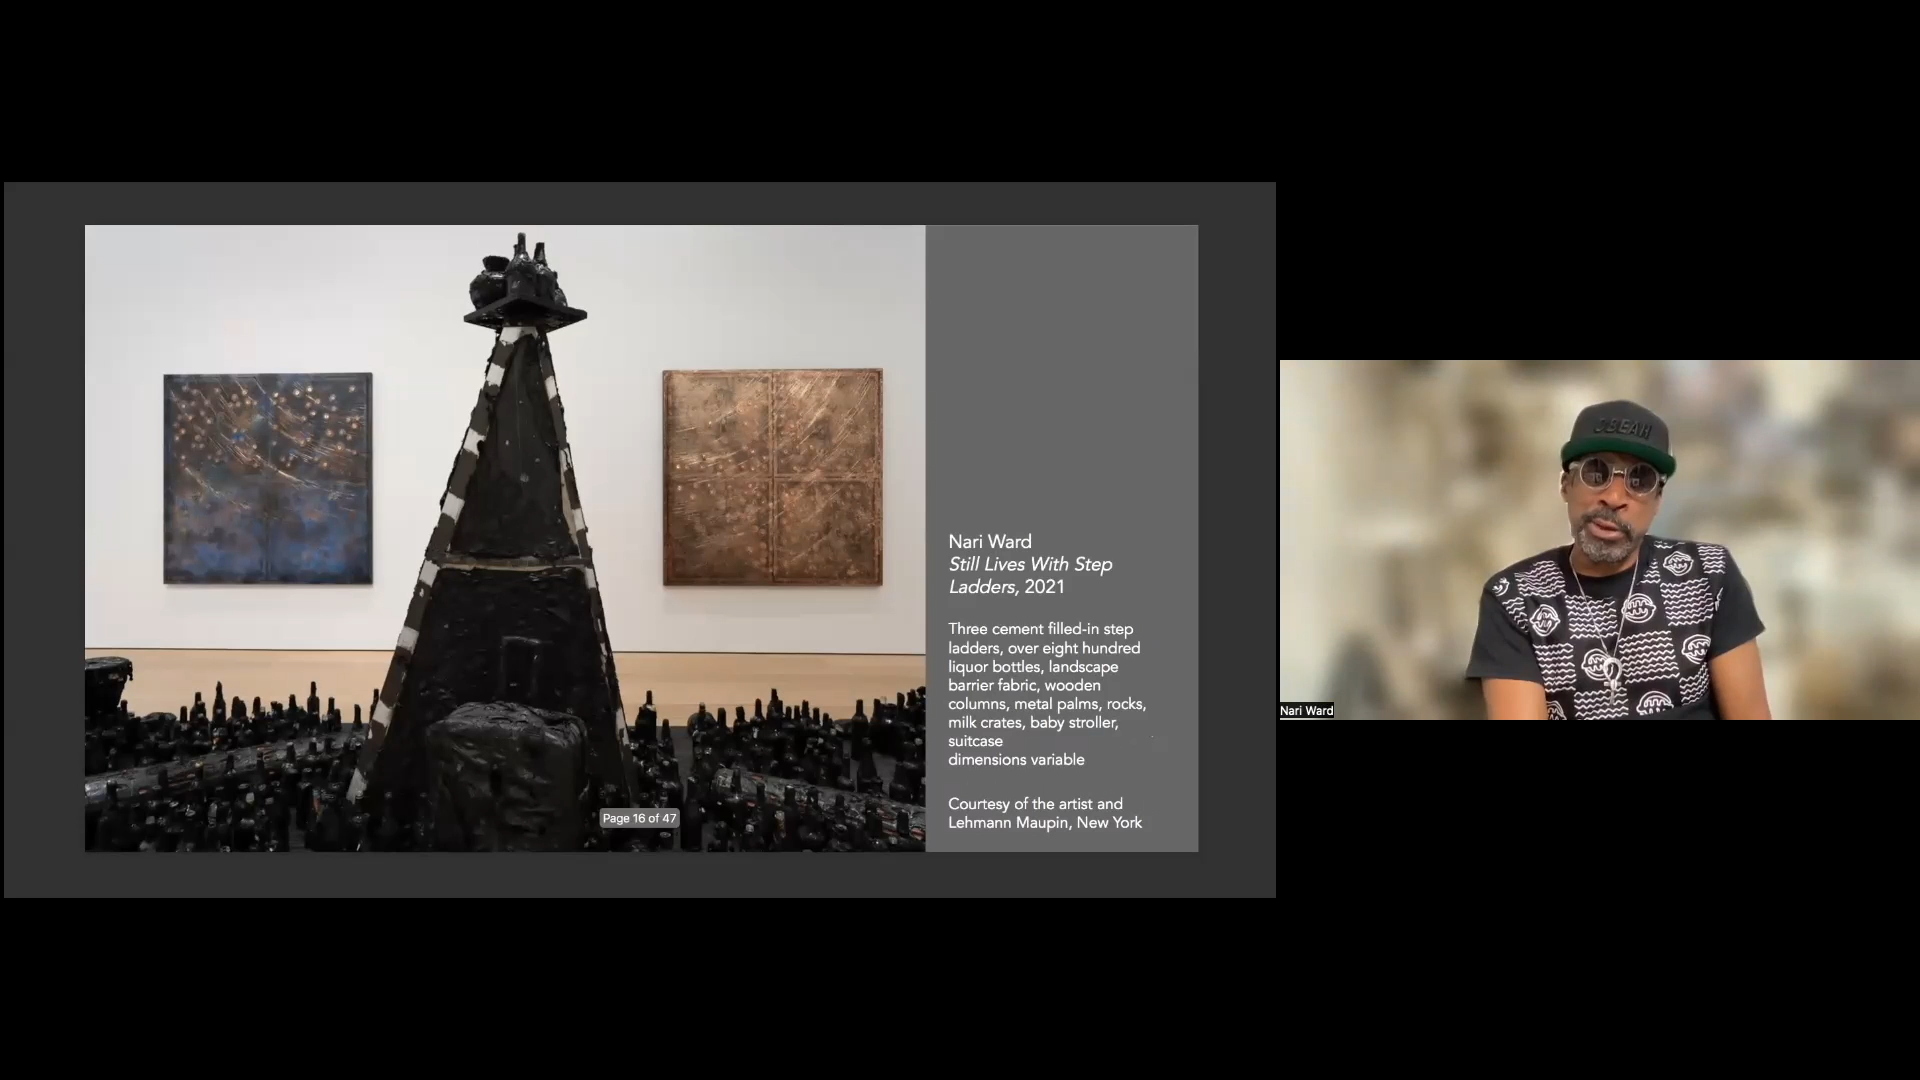 Nari Ward
Still Lives With Step
Ladders, 2021
Three cement filled-in step
ladders, over eight hundred
liquor bottles, landscape
barrier fabric, wooden
columns, metal palms, rocks,
milk crates, baby stroller,
suitcase
dimensions variable
Courtesy of the artist and
Lehmann Maupin, New York
Page 16 of 47
OBEAH
Nari Ward